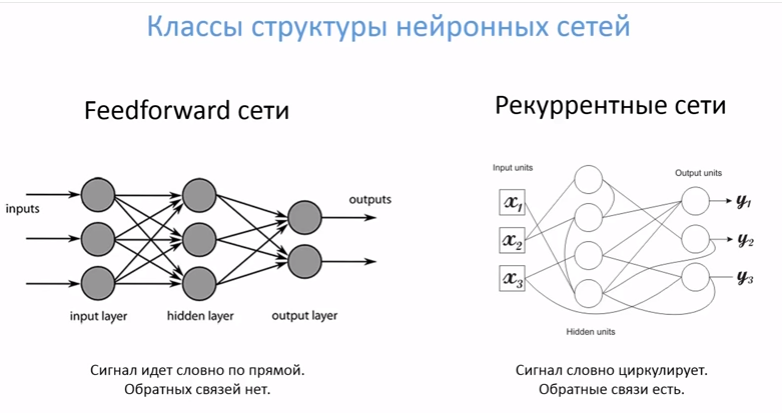 Классы структуры нейронных сетей
Feedforward сети
inputs
outputs
input layer
hidden layer
output layer
Сигнал идет словно по прямой.
Обратных связей нет.
Рекуррентные сети
Input units
Output units
x₁
x₂
x₃
y₁
y₂
y₃
Hidden units
Сигнал словно циркулирует.
Обратные связи есть.